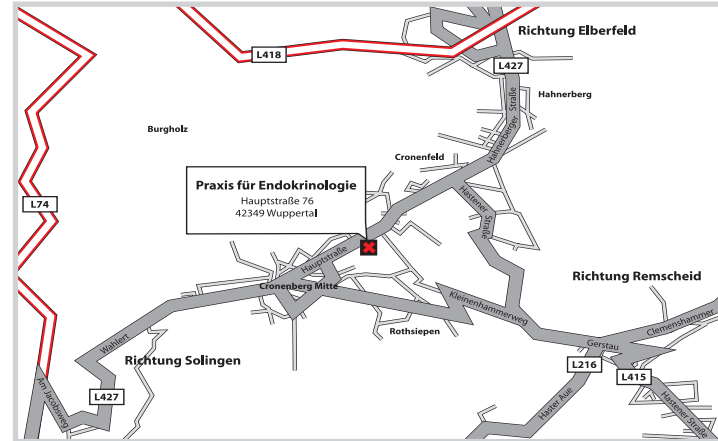 Richtung Elberfeld
L418
L427
Hahnerberg
Burgholz
Hahnerberger Straße
Cronenfeld
Praxis für Endokrinologie
Hauptstraße 76
42349 Wuppertal
Hastener Straße
L74
Hauptstraße
Cronenberg Mitte
Richtung Remscheid
Kleinenhammerweg
Rothsiepen
Clemenshammer
Gerstau
Wahlert
Richtung Solingen
L216
L415
Am Jacobsweg
L427
Haster Aue
Hastener Straße